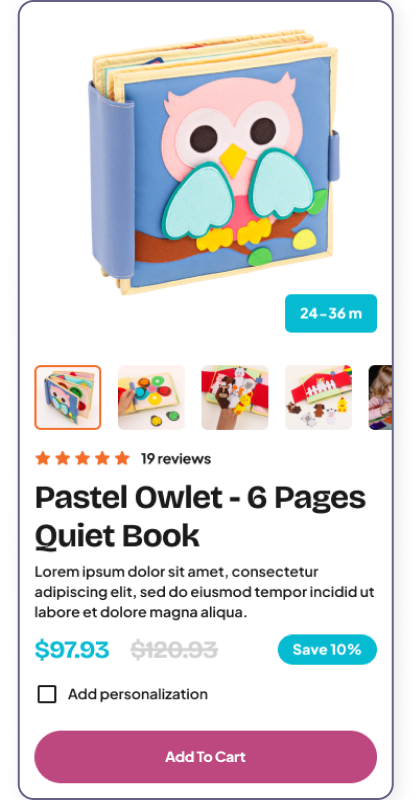 24-36 m
19 reviews
Pastel Owlet - 6 Pages
Quiet Book
Lorem ipsum dolor sit amet, consectetur
adipiscing elit, sed do eiusmod tempor incidid ut
labore et dolore magna aliqua.
$97.93 $120.93 Save 10%
Add personalization
Add To Cart